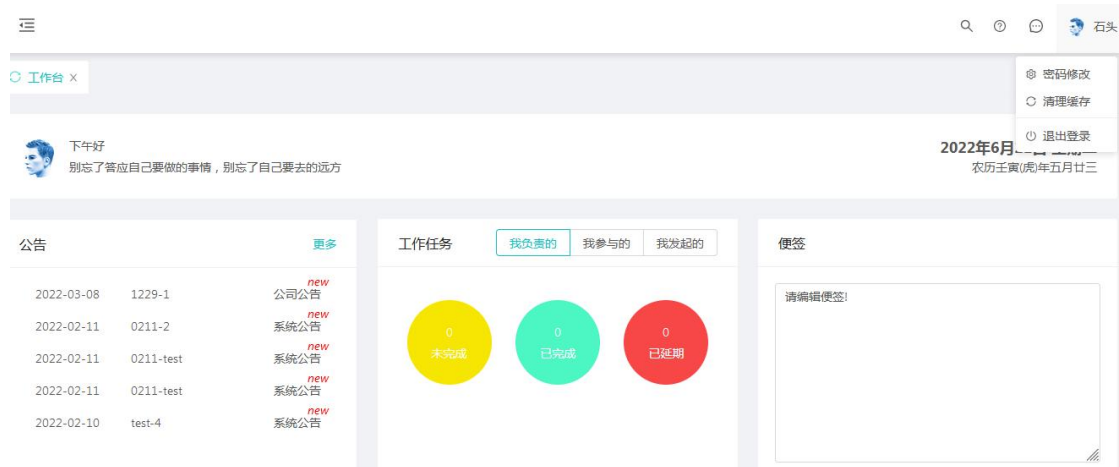 石头
工作台
密码修改
清理缓存
退出登录
下午好
别忘了答应自己要做的事情，别忘了自己要去的远方
2022年6月
农历壬寅(虎)年五月廿三
公告 更多
2022-03-08 1229-1 公司公告 new
2022-02-11 0211-2 系统公告 new
2022-02-11 0211-test 系统公告 new
2022-02-11 0211-test 系统公告 new
2022-02-10 test-4 系统公告 new
工作任务 我负责的 我参与的 我发起的
0
未完成
0
已完成
0
已延期
便签
请编辑便签!